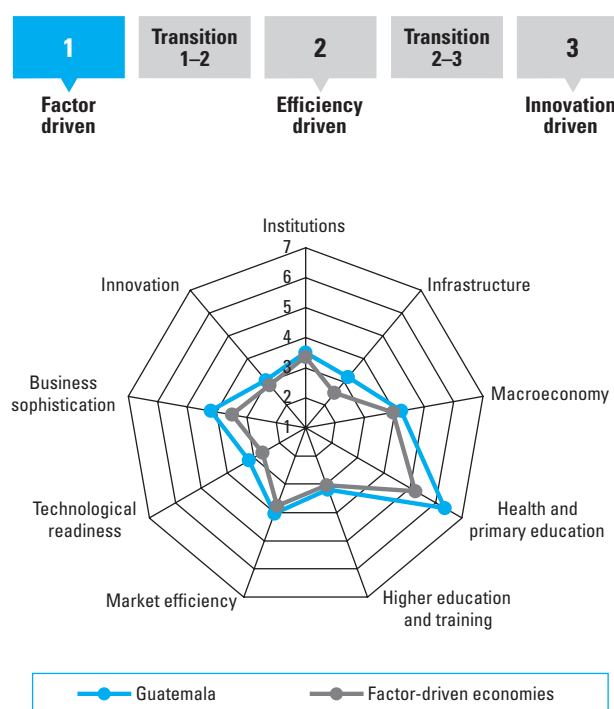 1
Transition
1–2
2
Transition
2–3
3
Factor
driven
Efficiency
driven
Innovation
driven
Institutions
7
6
5
4
3
2
1
Infrastructure
Macroeconomy
Health and
primary education
Higher education
and training
Market efficiency
Technological
readiness
Business
sophistication
Innovation
Guatemala
Factor-driven economies